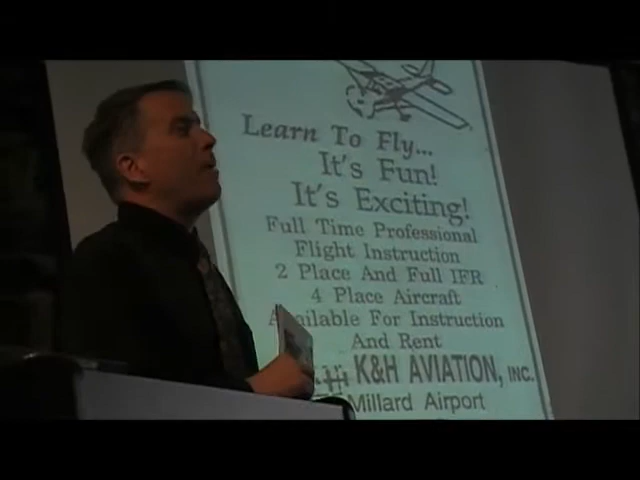 Learn To Fly...
It's Fun!
It's Exciting!
Full Time Professional
Flight Instruction
2 Place And Full IFR
4 Place Aircraft
Available For Instruction
And Rent
K&H AVIATION, INC.
Millard Airport